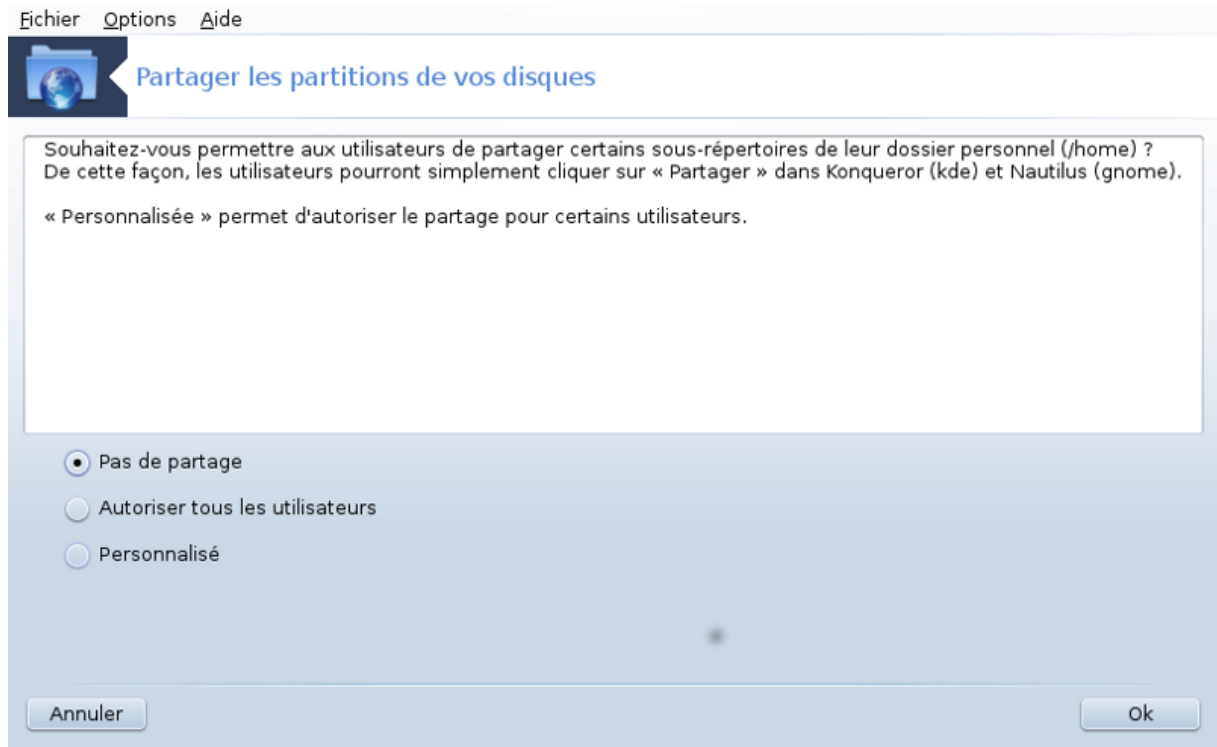 Fichier Options Aide
Partager les partitions de vos disques
Souhaitez-vous permettre aux utilisateurs de partager certains sous-répertoires de leur dossier personnel (/home) ?
De cette façon, les utilisateurs pourront simplement cliquer sur « Partager » dans Konqueror (kde) et Nautilus (gnome).
« Personnalisée » permet d'autoriser le partage pour certains utilisateurs.
Pas de partage
Autoriser tous les utilisateurs
Personnalisé
Annuler Ok